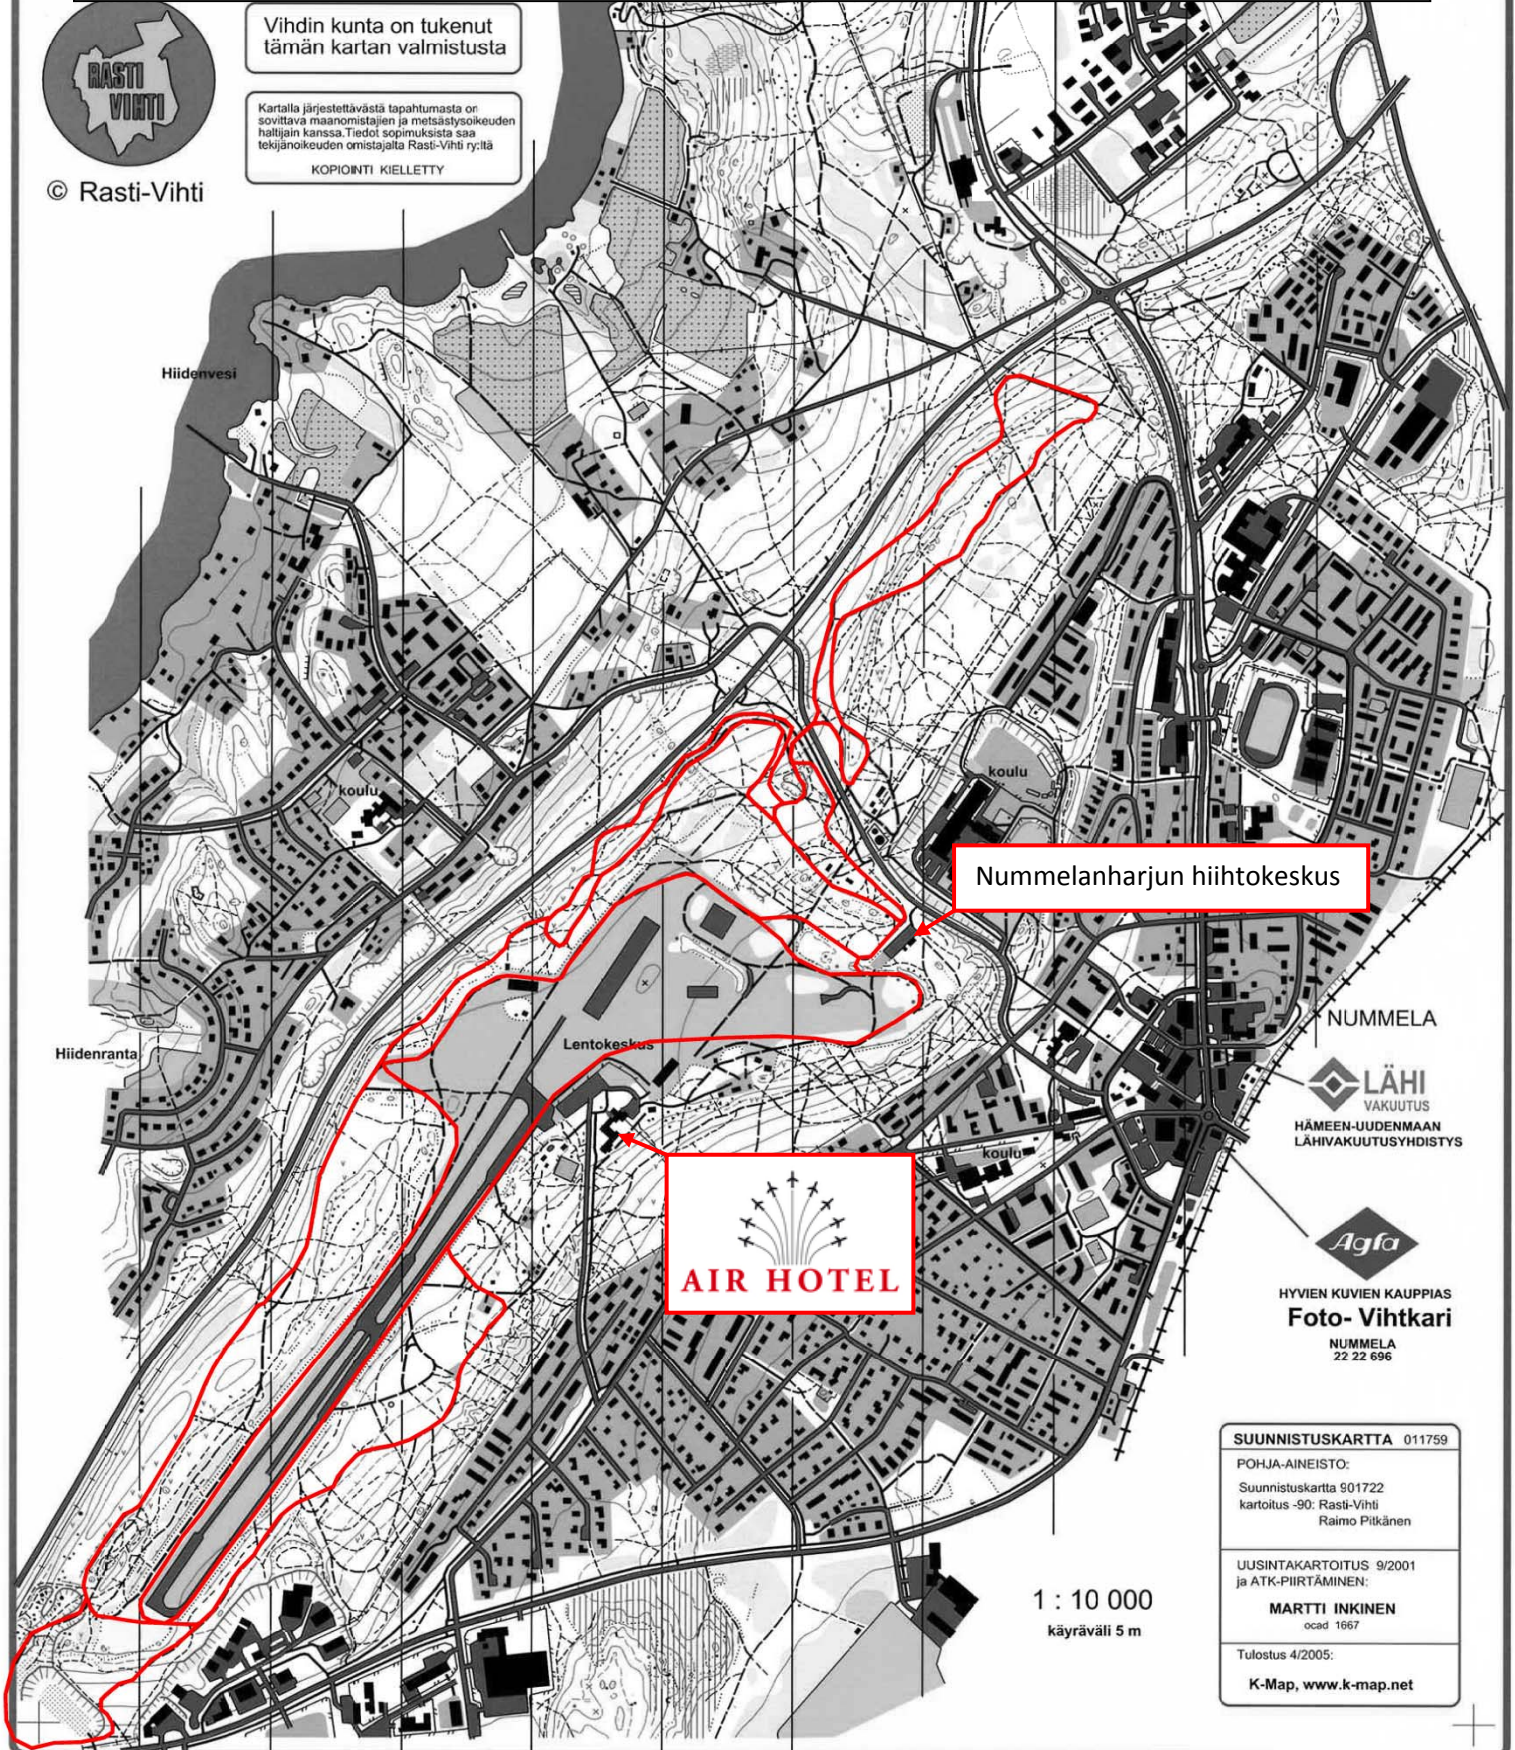 RASTI
VIHTI
Vihdin kunta on tukenut
tämän kartan valmistusta
Kartalla järjestettävästä tapahtumasta on
sovittava maanomistajien ja metsästysoikeuden
haltijain kanssa.Tiedot sopimuksista saa
tekijänoikeuden omistajalta Rasti-Vihti ry:ltä
KOPIOINTI KIELLETTY
© Rasti-Vihti
Hiidenvesi
koulu
koulu
Nummelanharjun hiihtokeskus
NUMMELA
Hiidenranta
Lentokeskus
LÄHI
VAKUUTUS
HÄMEEN-UUDENMAAN
LÄHIVAKUUTUSYHDISTYS
koulu
AIR HOTEL
Agfa
HYVIEN KUVIEN KAUPPIAS
Foto- Vihtkari
NUMMELA
22 22 696
SUUNNISTUSKARTTA 011759
POHJA-AINEISTO:
Suunnistuskartta 901722
kartoitus -90: Rasti-Vihti
Raimo Pitkänen
UUSINTAKARTOITUS 9/2001
ja ATK-PIIRTÄMINEN:
MARTTI INKINEN
ocad 1667
Tulostus 4/2005:
K-Map, www.k-map.net
1 : 10 000
käyräväli 5 m